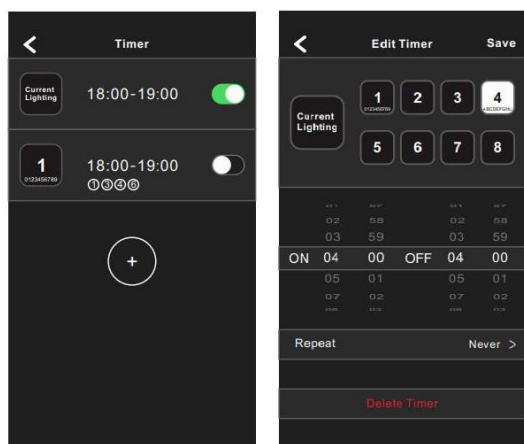 Timer
Current
Lighting
18:00-19:00
1
0123456789
18:00-19:00
①③④⑥
+
Edit Timer
Save
Current
Lighting
1
0123456789
2
3
4
5
6
7
8
02 58 02 58
03 59 03 59
ON 04 00 OFF 04 00
05 01 05 01
07 02 07 02
Repeat
Never >
Delete Timer